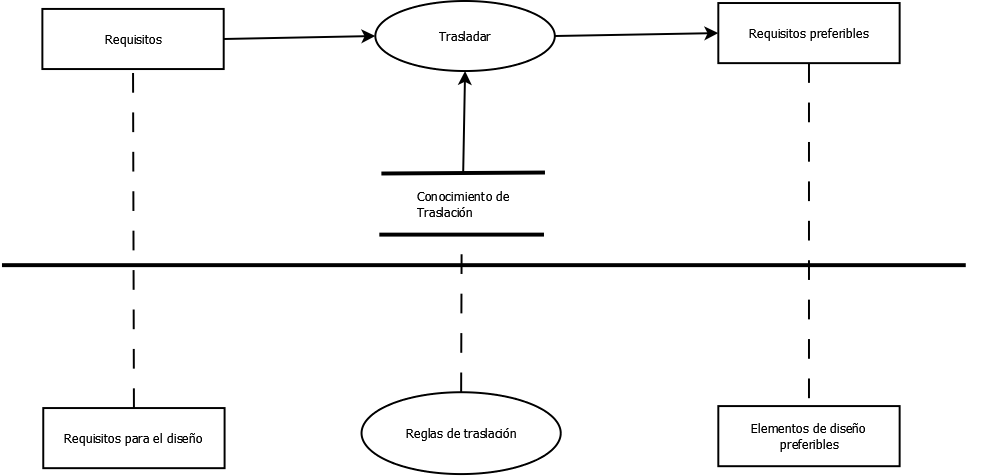 Requisitos
Trasladar
Requisitos preferibles
Conocimiento de
Traslación
Requisitos para el diseño
Reglas de traslación
Elementos de diseño
preferibles